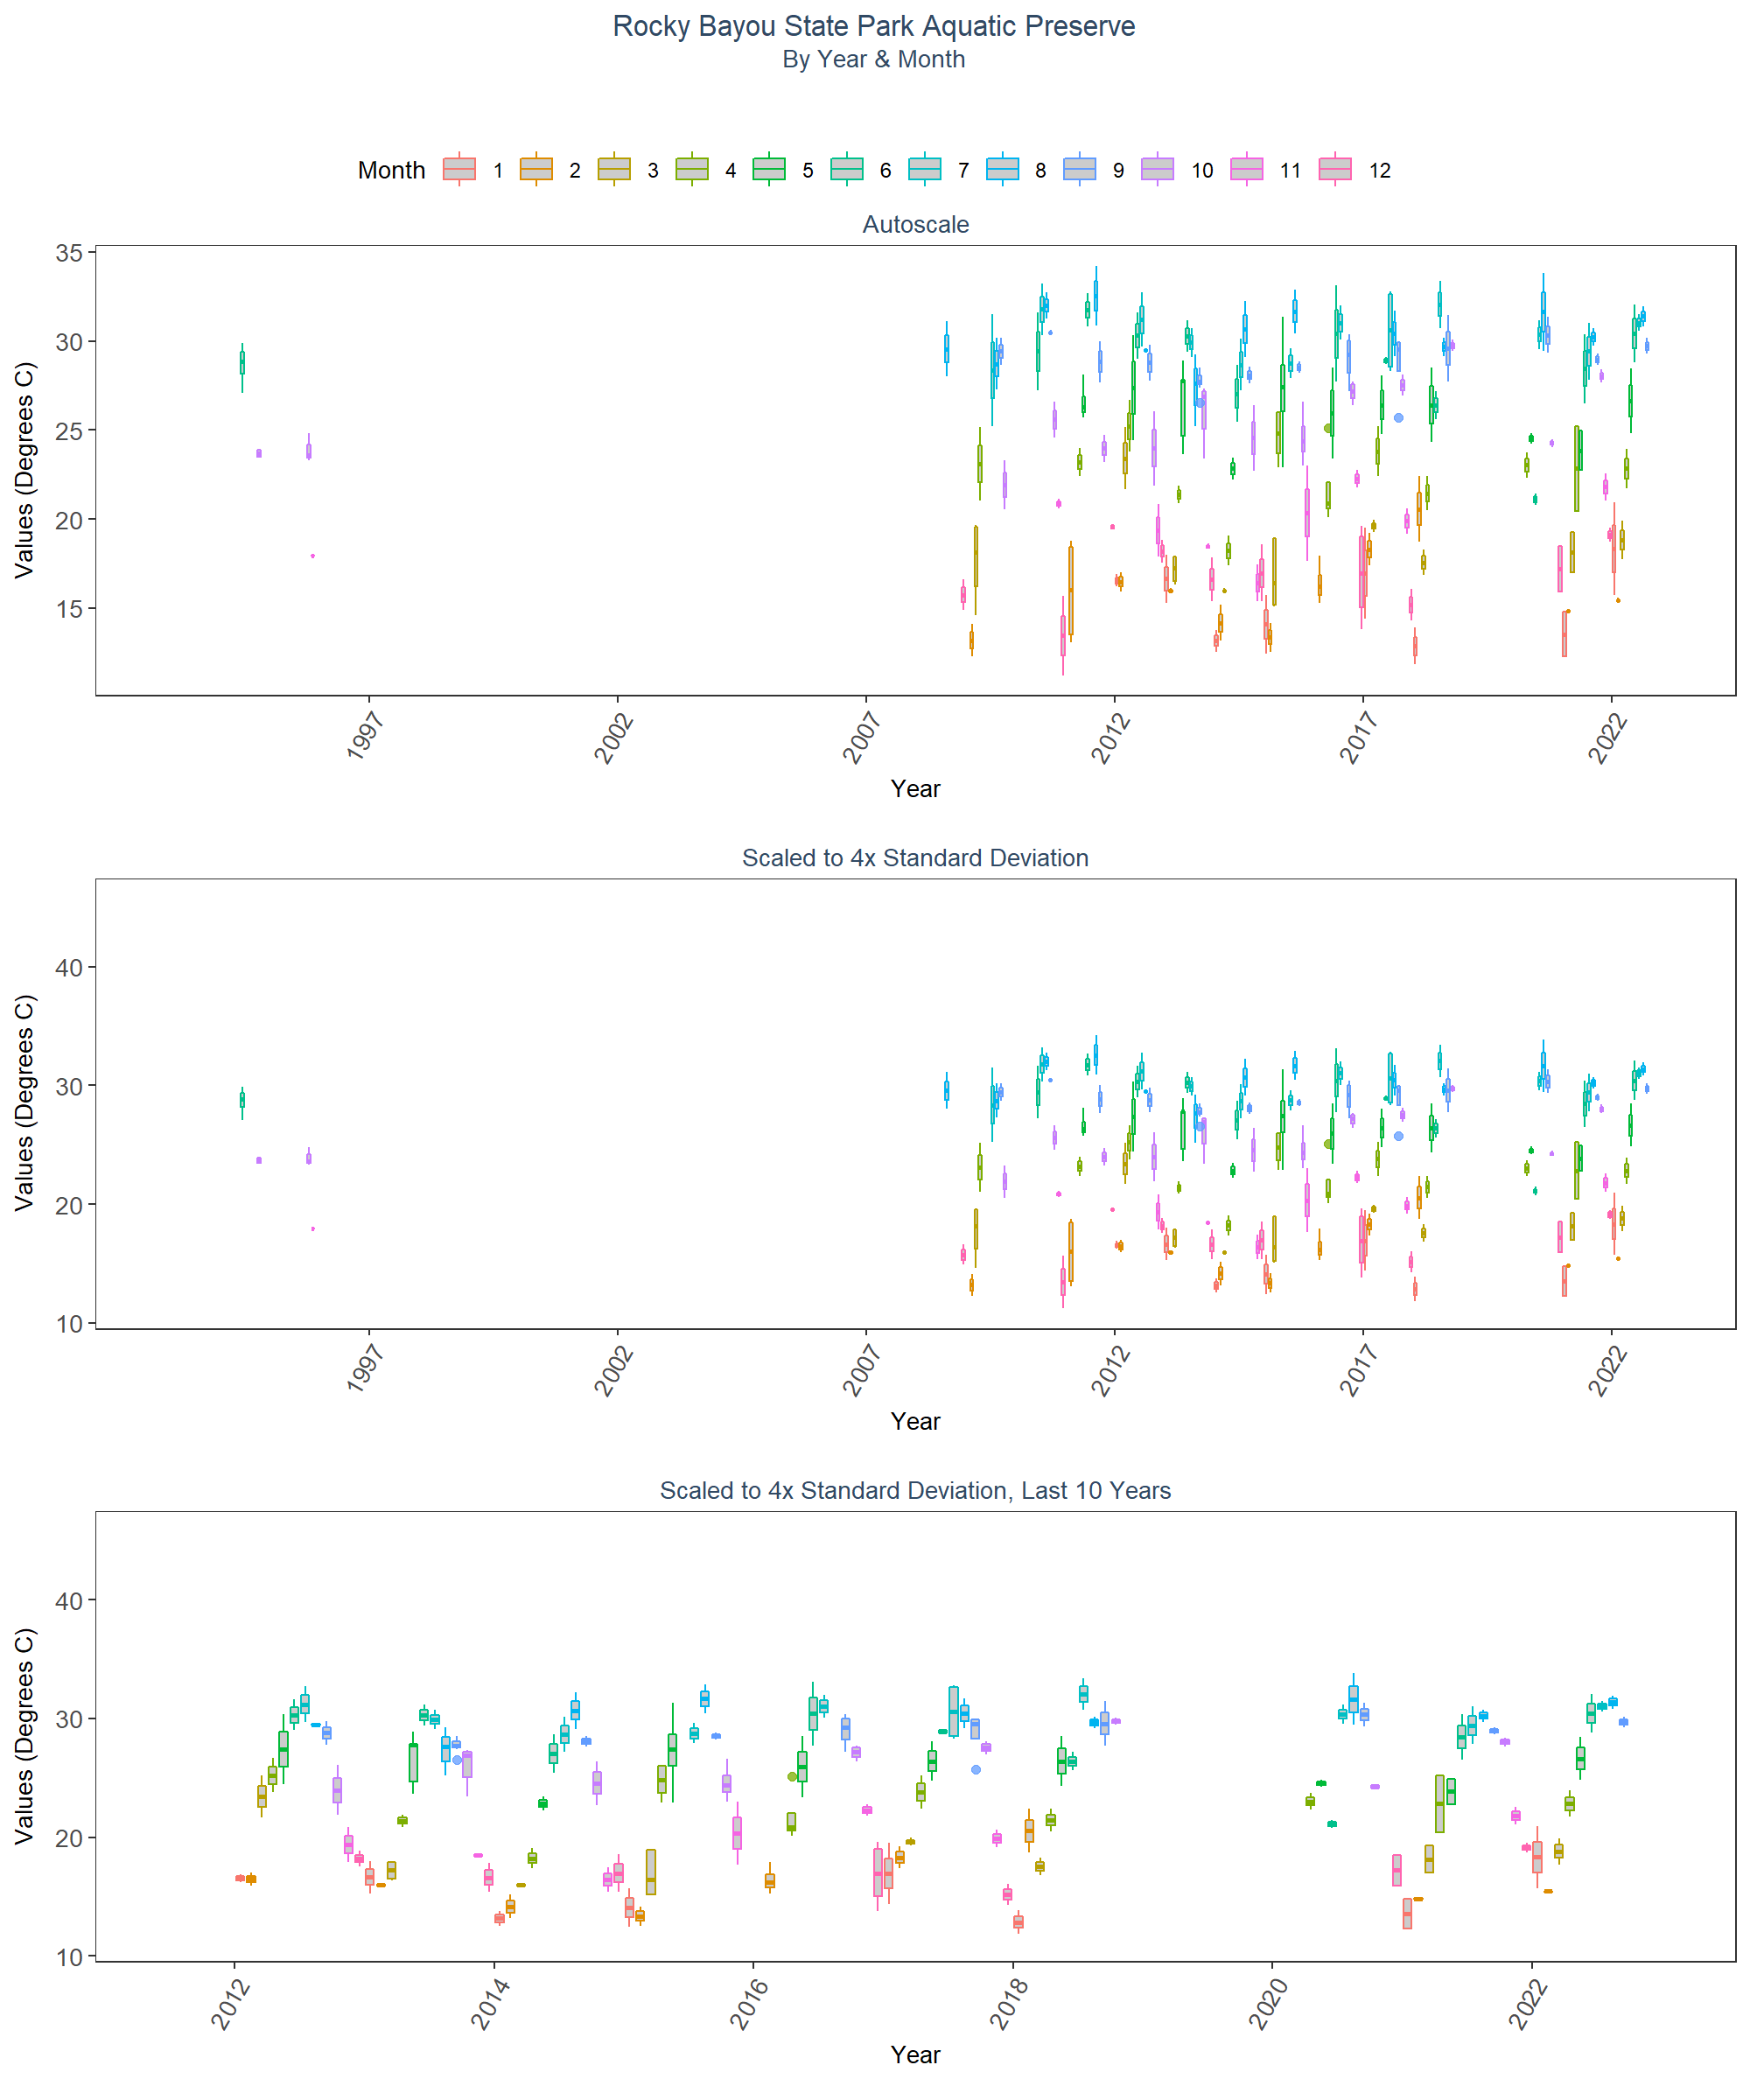 Rocky Bayou State Park Aquatic Preserve
By Year & Month
Month 1 2 3 4 5 6 7 8 9 10 11 12
Autoscale
Values (Degrees C)
35
30
25
20
15
1997 2002 2007 2012 2017 2022
Year
Scaled to 4x Standard Deviation
Values (Degrees C)
40
30
20
10
1997 2002 2007 2012 2017 2022
Year
Scaled to 4x Standard Deviation, Last 10 Years
Values (Degrees C)
40
30
20
10
2012 2014 2016 2018 2020 2022
Year